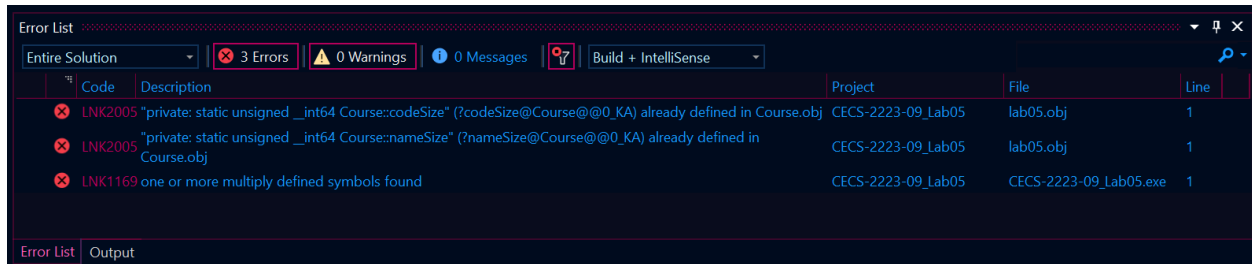 Error List
Entire Solution 3 Errors 0 Warnings 0 Messages Build + IntelliSense
Code Description Project File Line
LNK2005 "private: static unsigned __int64 Course::codeSize" (?codeSize@Course@@0_KA) already defined in Course.obj CECS-2223-09_Lab05 lab05.obj 1
LNK2005 "private: static unsigned __int64 Course::nameSize" (?nameSize@Course@@0_KA) already defined in
Course.obj CECS-2223-09_Lab05 lab05.obj 1
LNK1169 one or more multiply defined symbols found CECS-2223-09_Lab05 CECS-2223-09_Lab05.exe 1
Error List Output